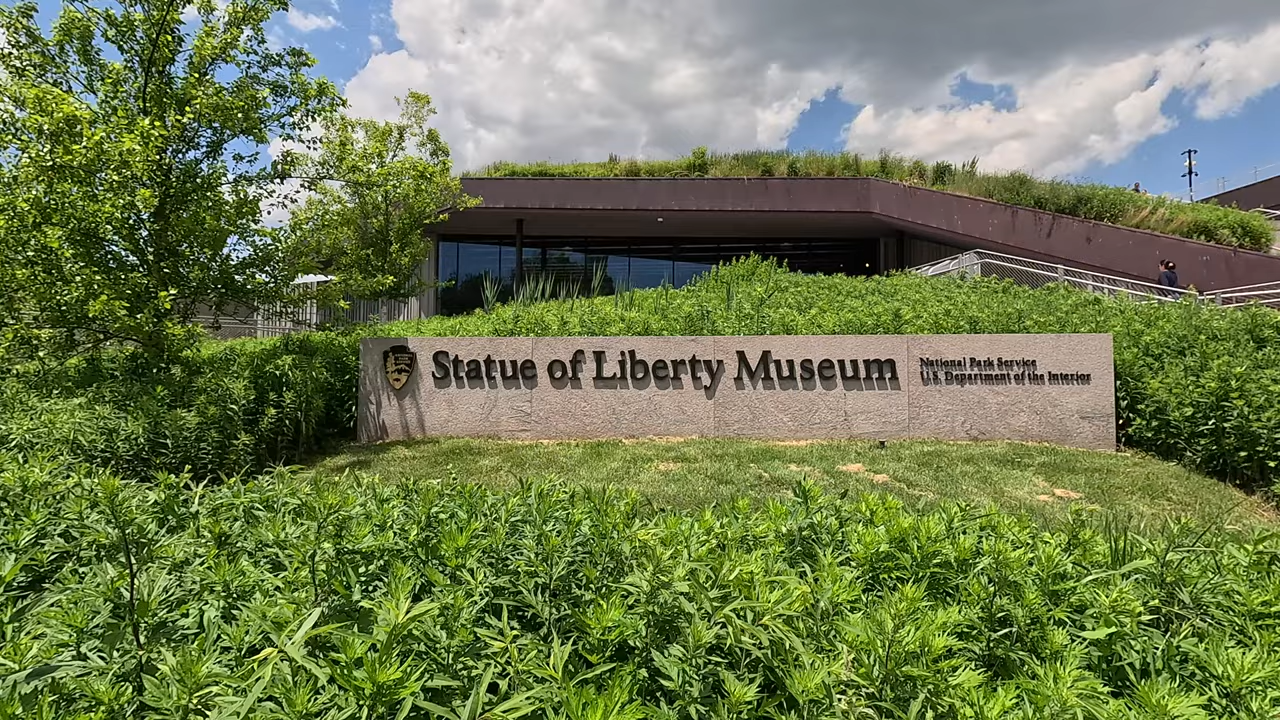 Statue of Liberty Museum
National Park Service
U.S. Department of the Interior